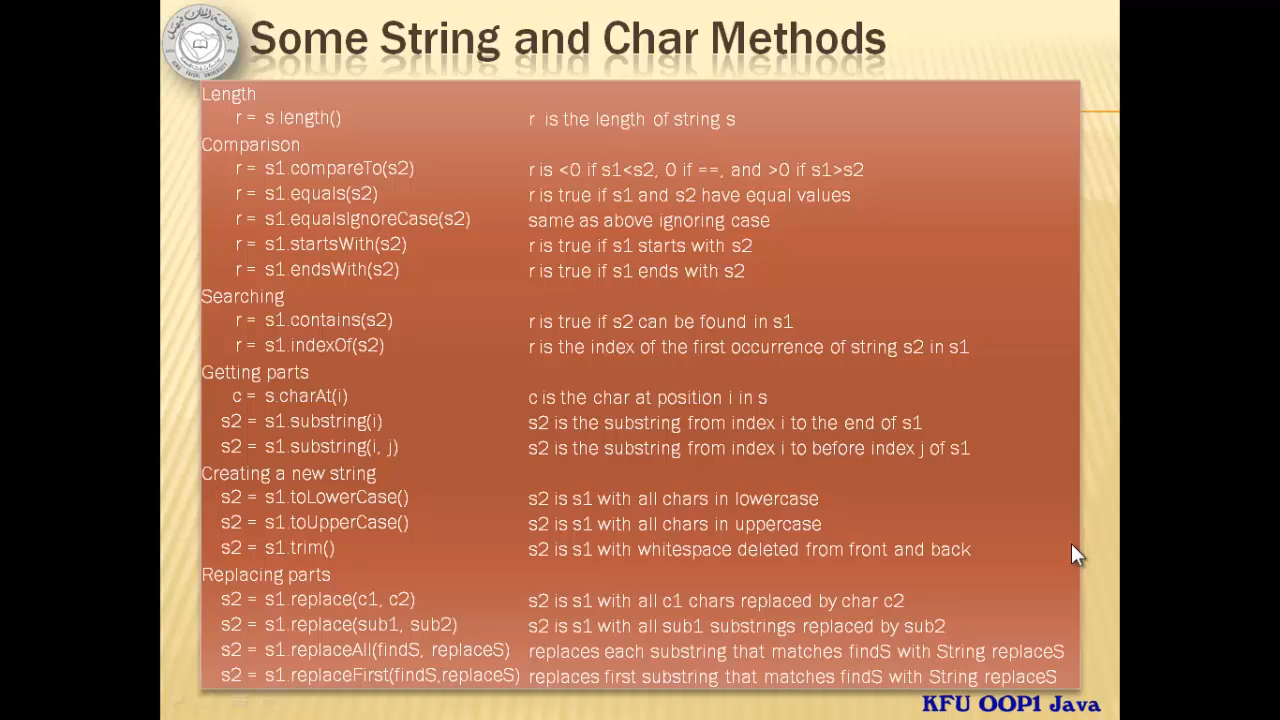 Some String and Char Methods
Length
r = s.length() r is the length of string s
Comparison
r = s1.compareTo(s2) r is <0 if s1<s2, 0 if ==, and >0 if s1>s2
r = s1.equals(s2) r is true if s1 and s2 have equal values
r = s1.equalsIgnoreCase(s2) same as above ignoring case
r = s1.startsWith(s2) r is true if s1 starts with s2
r = s1.endsWith(s2) r is true if s1 ends with s2
Searching
r = s1.contains(s2) r is true if s2 can be found in s1
r = s1.indexOf(s2) r is the index of the first occurrence of string s2 in s1
Getting parts
c = s.charAt(i) c is the char at position i in s
s2 = s1.substring(i) s2 is the substring from index i to the end of s1
s2 = s1.substring(i, j) s2 is the substring from index i to before index j of s1
Creating a new string
s2 = s1.toLowerCase() s2 is s1 with all chars in lowercase
s2 = s1.toUpperCase() s2 is s1 with all chars in uppercase
s2 = s1.trim() s2 is s1 with whitespace deleted from front and back
Replacing parts
s2 = s1.replace(c1, c2) s2 is s1 with all c1 chars replaced by char c2
s2 = s1.replace(sub1, sub2) s2 is s1 with all sub1 substrings replaced by sub2
s2 = s1.replaceAll(findS, replaceS) replaces each substring that matches findS with String replaceS
s2 = s1.replaceFirst(findS,replaceS) replaces first substring that matches findS with String replaceS
KFU OOP1 Java